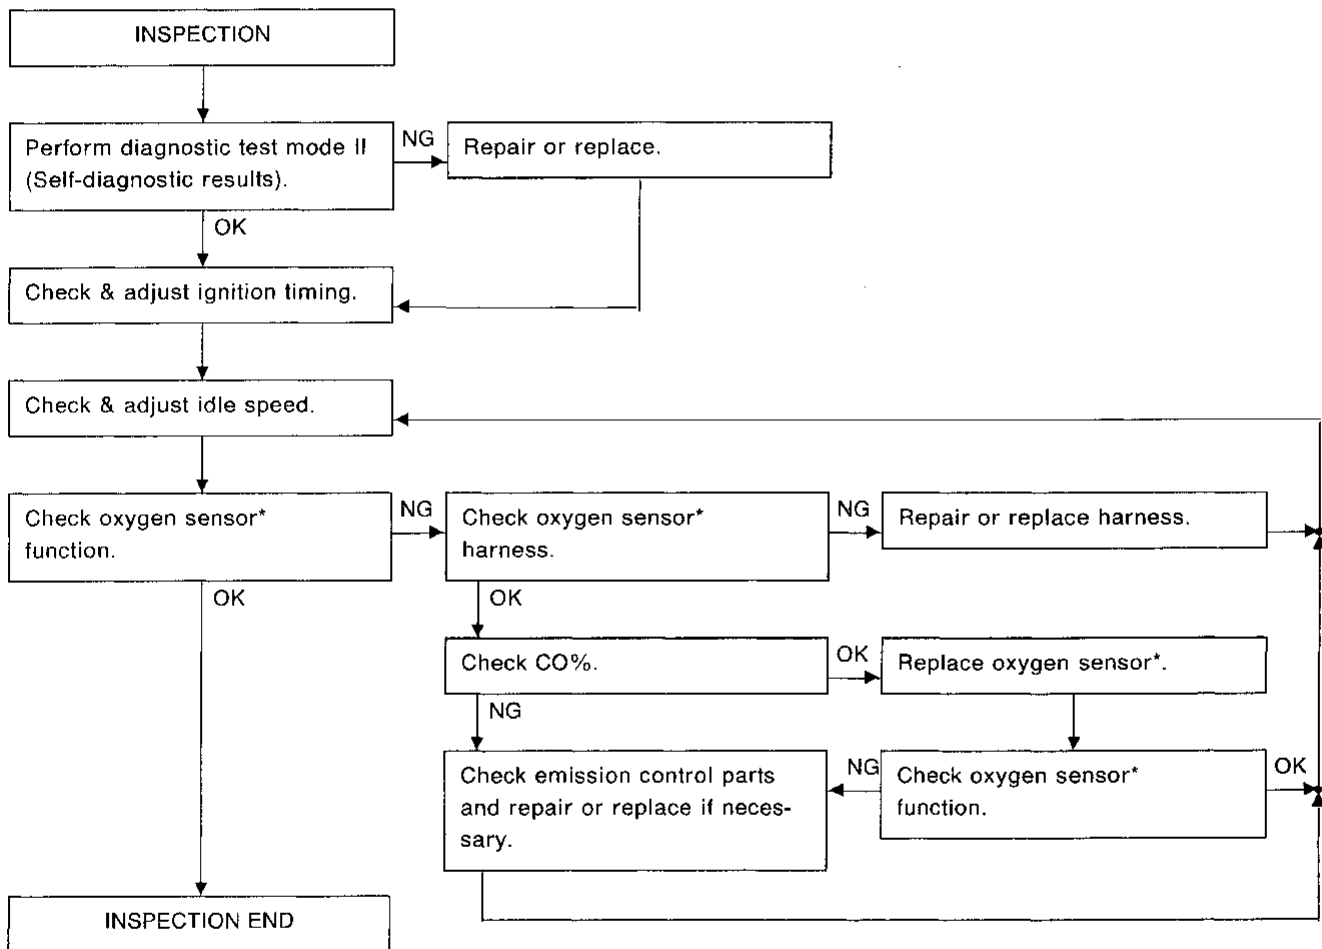 INSPECTION
Perform diagnostic test mode II
(Self-diagnostic results).
NG
Repair or replace.
OK
Check & adjust ignition timing.
Check & adjust idle speed.
Check oxygen sensor*
function.
NG
Check oxygen sensor*
harness.
NG
Repair or replace harness.
OK
OK
Check CO%.
OK
Replace oxygen sensor*.
NG
Check emission control parts
and repair or replace if neces-
sary.
NG
Check oxygen sensor*
function.
OK
INSPECTION END